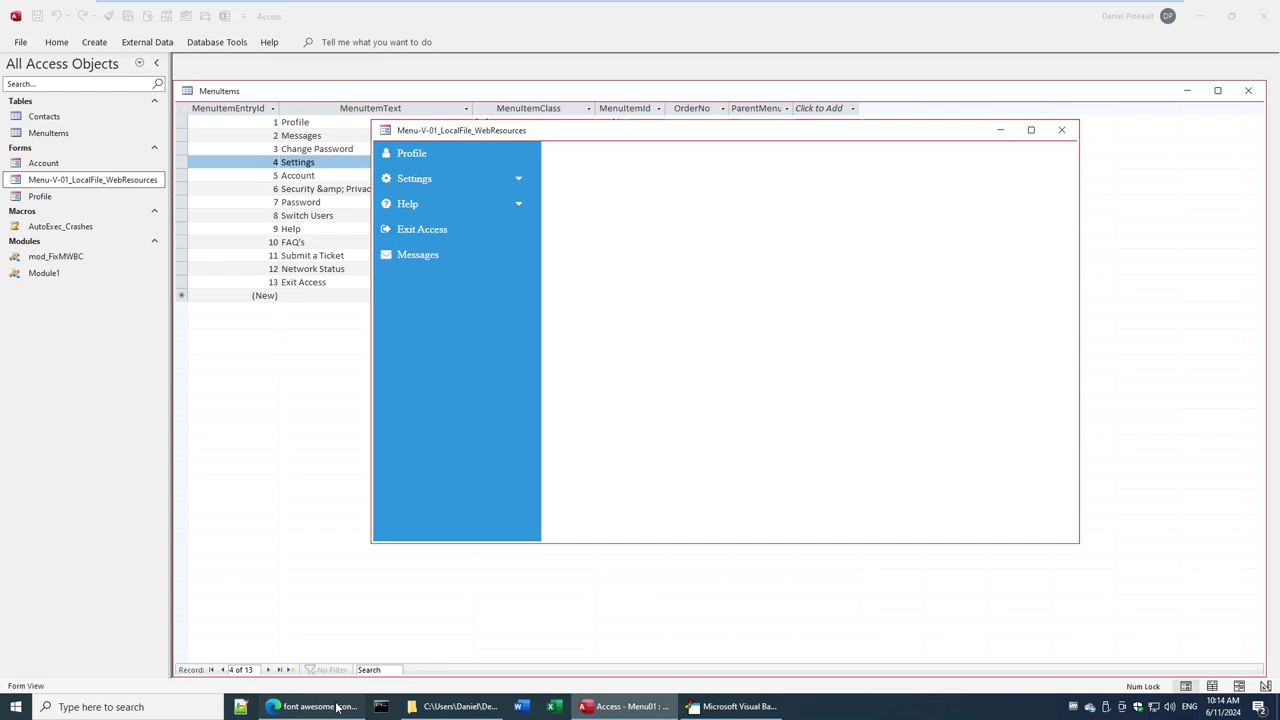 Access
Daniel Pineault
DP
File
Home
Create
External Data
Database Tools
Help
Tell me what you want to do
All Access Objects
Search...
Tables
Contacts
MenuItems
Forms
Account
Menu-V-01_LocalFile_WebResources
Profile
Macros
AutoExec_Crashes
Modules
mod_FixMWBC
Module1
MenuItems
MenuItemEntryId
MenuItemText
MenuItemClass
MenuItemId
OrderNo
ParentMenu
Click to Add
1 Profile
2 Messages
3 Change Password
4 Settings
5 Account
6 Security &amp; Privac
7 Password
8 Switch Users
9 Help
10 FAQ's
11 Submit a Ticket
12 Network Status
13 Exit Access
(New)
Menu-V-01_LocalFile_WebResources
Profile
Settings
Help
Exit Access
Messages
Record:
4 of 13
No Filter
Search
Form View
Num Lock
Type here to search
font awesome icon...
C:\Users\Daniel\De...
Access - Menu01 : ...
Microsoft Visual Ba...
10:14 AM
6/11/2024